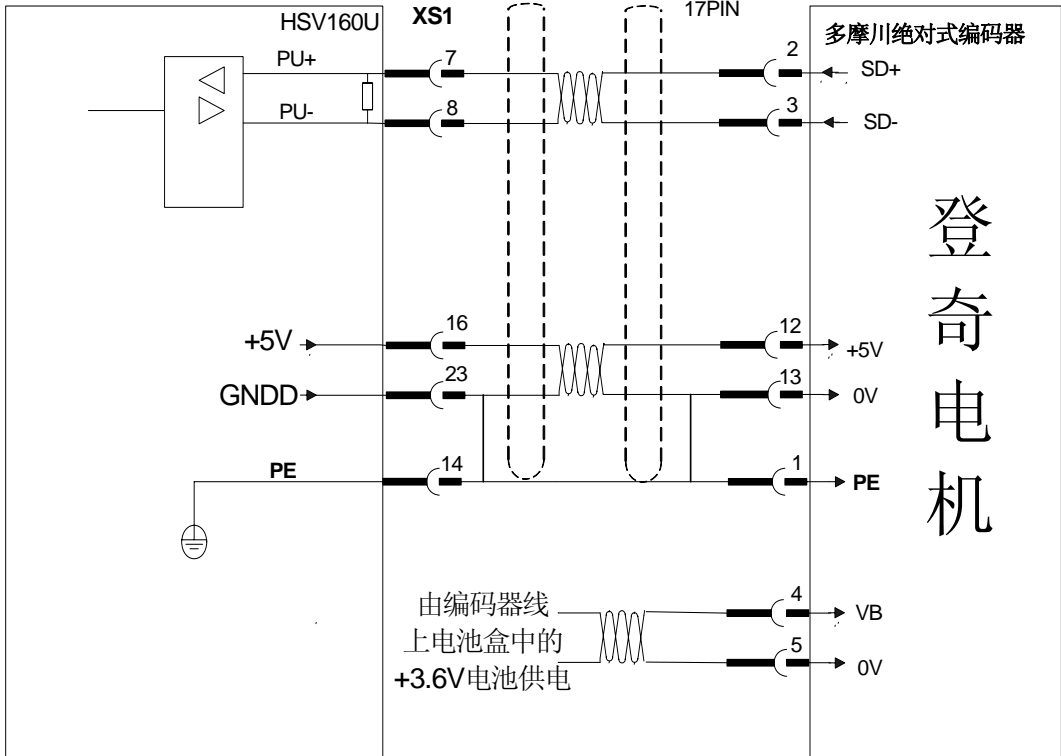 HSV160U
XS1
17PIN
多摩川绝对式编码器
PU+
7
2
SD+
PU-
8
3
SD-
登奇电机
+5V
16
12
+5V
GNDD
23
13
0V
PE
14
1
PE
由编码器线
上电池盒中的
+3.6V电池供电
4
VB
5
0V